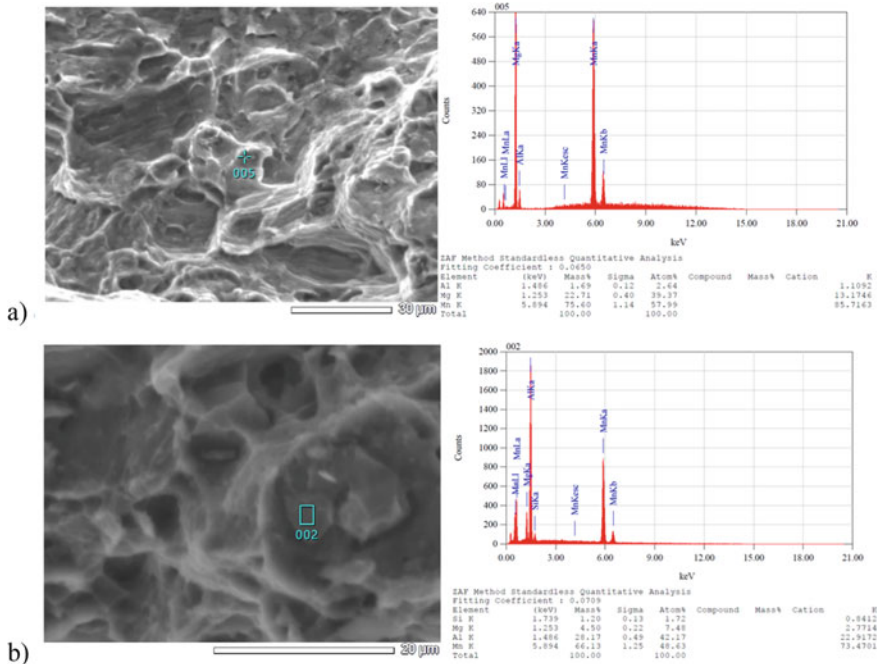 005
30 µm
a)
005
Counts
640
560
480
400
320
240
160
80
0
MnLl
MnLa
MgKa
AlKa
MnKesc
MnKa
MnKb
0.00 3.00 6.00 9.00 12.00 15.00 18.00 21.00
keV
ZAF Method Standardless Quantitative Analysis
Fitting Coefficient : 0.0650
Element (keV) Mass% Sigma Atom% Compound Mass% Cation K
Al K 1.486 1.69 0.12 2.64 1.1092
Mg K 1.253 22.71 0.40 39.37 13.1746
Mn K 5.894 75.60 1.14 57.99 85.7163
Total 100.00 100.00
002
20 µm
b)
002
Counts
2000
1800
1600
1400
1200
1000
800
600
400
200
0
MnLl
MnLa
MgKa
AlKa
SiKa
MnKesc
MnKa
MnKb
0.00 3.00 6.00 9.00 12.00 15.00 18.00 21.00
keV
ZAF Method Standardless Quantitative Analysis
Fitting Coefficient : 0.0709
Element (keV) Mass% Sigma Atom% Compound Mass% Cation K
Si K 1.739 1.20 0.13 1.72 0.8412
Mg K 1.253 4.50 0.22 7.48 2.7714
Al K 1.486 28.17 0.49 42.17 22.9172
Mn K 5.894 66.13 1.25 48.63 73.4701
Total 100.00 100.00